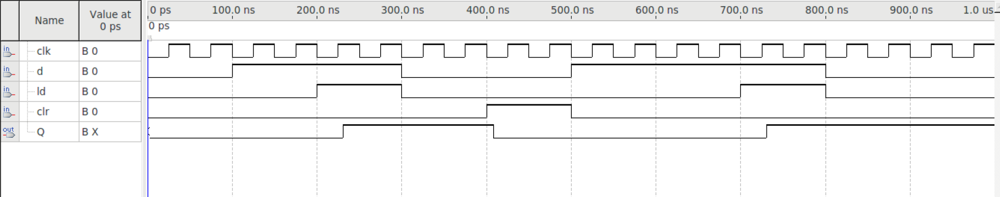 Name Value at 0 ps
0 ps 100.0 ns 200.0 ns 300.0 ns 400.0 ns 500.0 ns 600.0 ns 700.0 ns 800.0 ns 900.0 ns 1.0 us
0 ps
in clk B 0
in d B 0
in ld B 0
in clr B 0
out Q B X